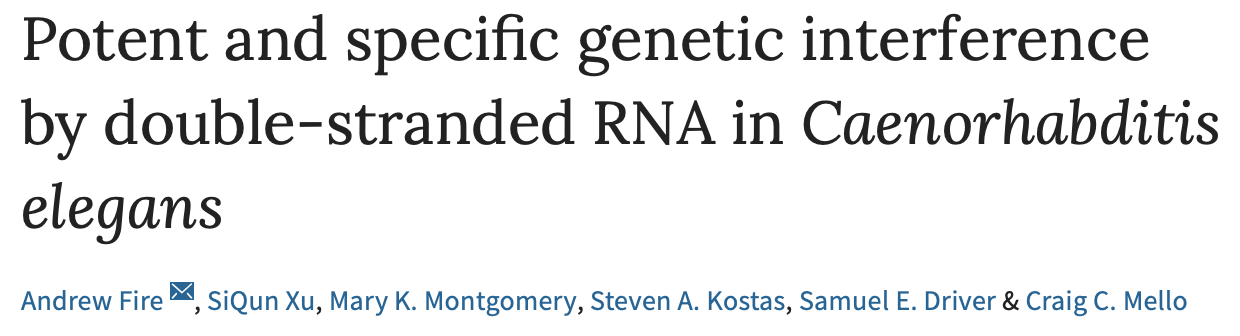 Potent and specific genetic interference
by double-stranded RNA in Caenorhabditis
elegans
Andrew Fire, SiQun Xu, Mary K. Montgomery, Steven A. Kostas, Samuel E. Driver & Craig C. Mello